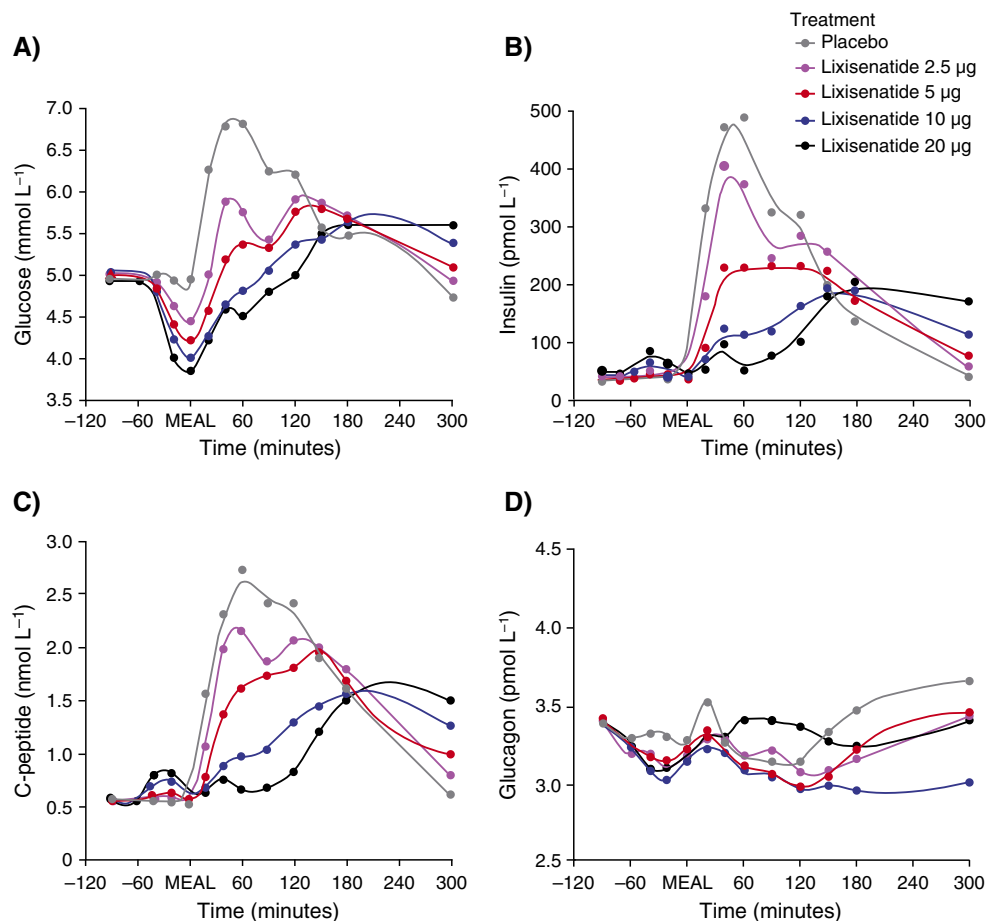 Treatment
Placebo
Lixisenatide 2.5 µg
Lixisenatide 5 µg
Lixisenatide 10 µg
Lixisenatide 20 µg
A)
7.0
6.5
6.0
5.5
5.0
4.5
4.0
3.5
Glucose (mmol L⁻¹)
−120 −60 MEAL 60 120 180 240 300
Time (minutes)
B)
500
400
300
200
100
0
Insulin (pmol L⁻¹)
−120 −60 MEAL 60 120 180 240 300
Time (minutes)
C)
3.0
2.5
2.0
1.5
1.0
0.5
0
C-peptide (nmol L⁻¹)
−120 −60 MEAL 60 120 180 240 300
Time (minutes)
D)
4.5
4.0
3.5
3.0
2.5
Glucagon (pmol L⁻¹)
−120 −60 MEAL 60 120 180 240 300
Time (minutes)